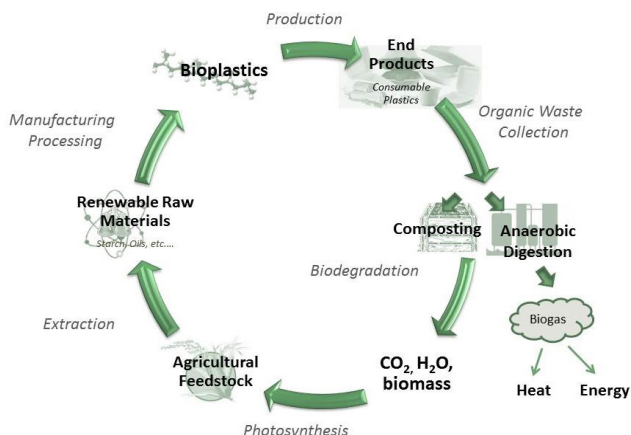 Production
Bioplastics
End
Products
Consumable
Plastics
Organic Waste
Collection
Manufacturing
Processing
Renewable Raw
Materials
Starch, Oils, etc....
Composting
Anaerobic
Digestion
Biodegradation
Biogas
Extraction
Agricultural
Feedstock
CO₂, H₂O,
biomass
Heat
Energy
Photosynthesis